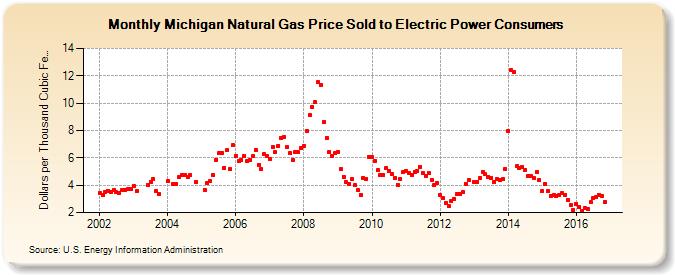 Monthly Michigan Natural Gas Price Sold to Electric Power Consumers
Dollars per Thousand Cubic Fe...
14
12
10
8
6
4
2
2002 2004 2006 2008 2010 2012 2014 2016
Source: U.S. Energy Information Administration